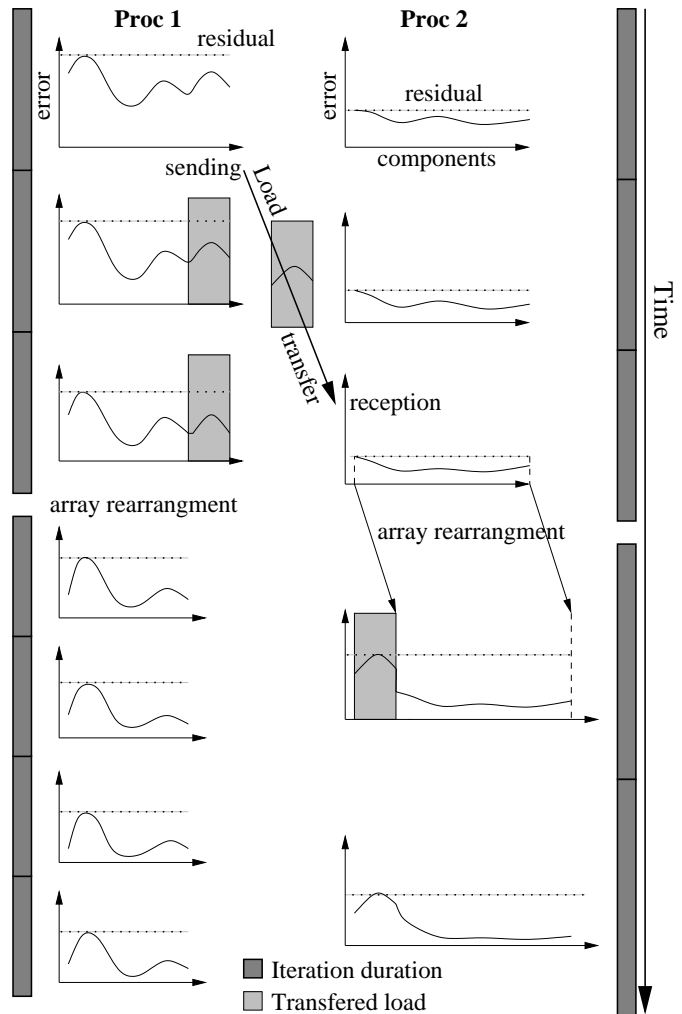 Proc 1
Proc 2
residual
error
error
residual
components
sending
Load
transfer
Time
reception
array rearrangment
array rearrangment
Iteration duration
Transfered load